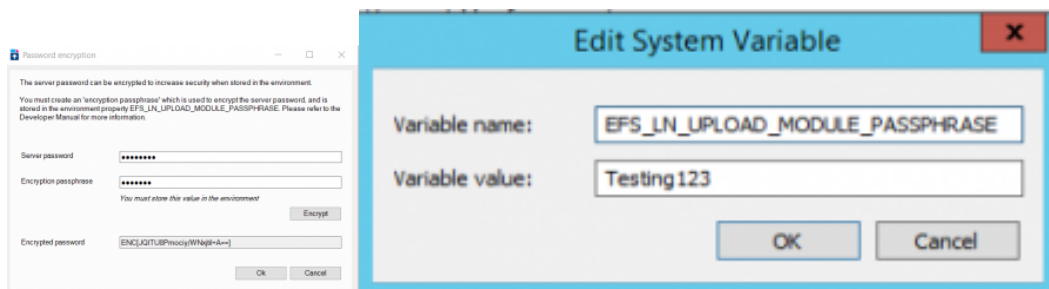 Password encryption
The server password can be encrypted to increase security when stored in the environment.
You must create an 'encryption passphrase' which is used to encrypt the server password, and is
stored in the environment property EFS_LN_UPLOAD_MODULE_PASSPHRASE. Please refer to the
Developer Manual for more information.
Server password
Encryption passphrase
You must store this value in the environment
Encrypt
Encrypted password
Ok
Cancel
Edit System Variable
Variable name:
EFS_LN_UPLOAD_MODULE_PASSPHRASE
Variable value:
Testing123
OK
Cancel